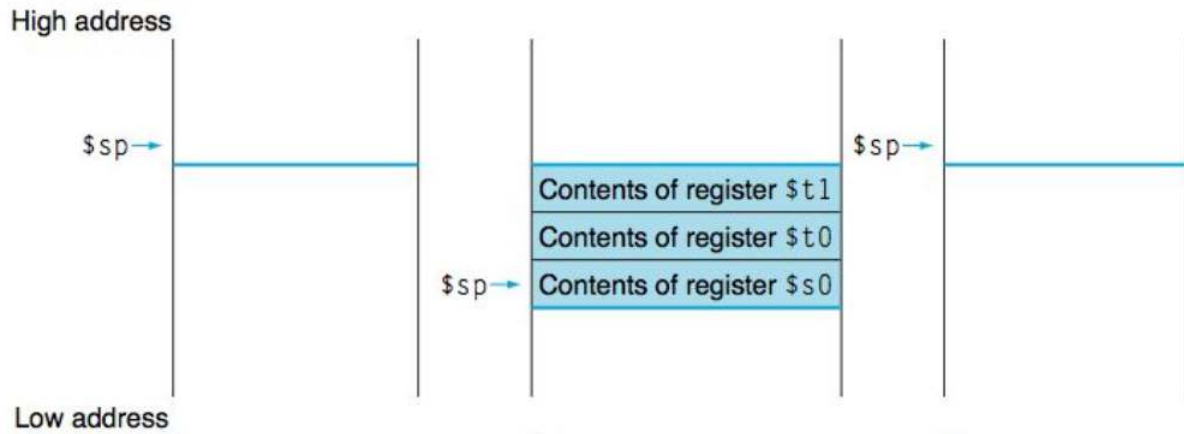 High address
$sp
$sp
Contents of register $t1
Contents of register $t0
$sp
Contents of register $s0
Low address